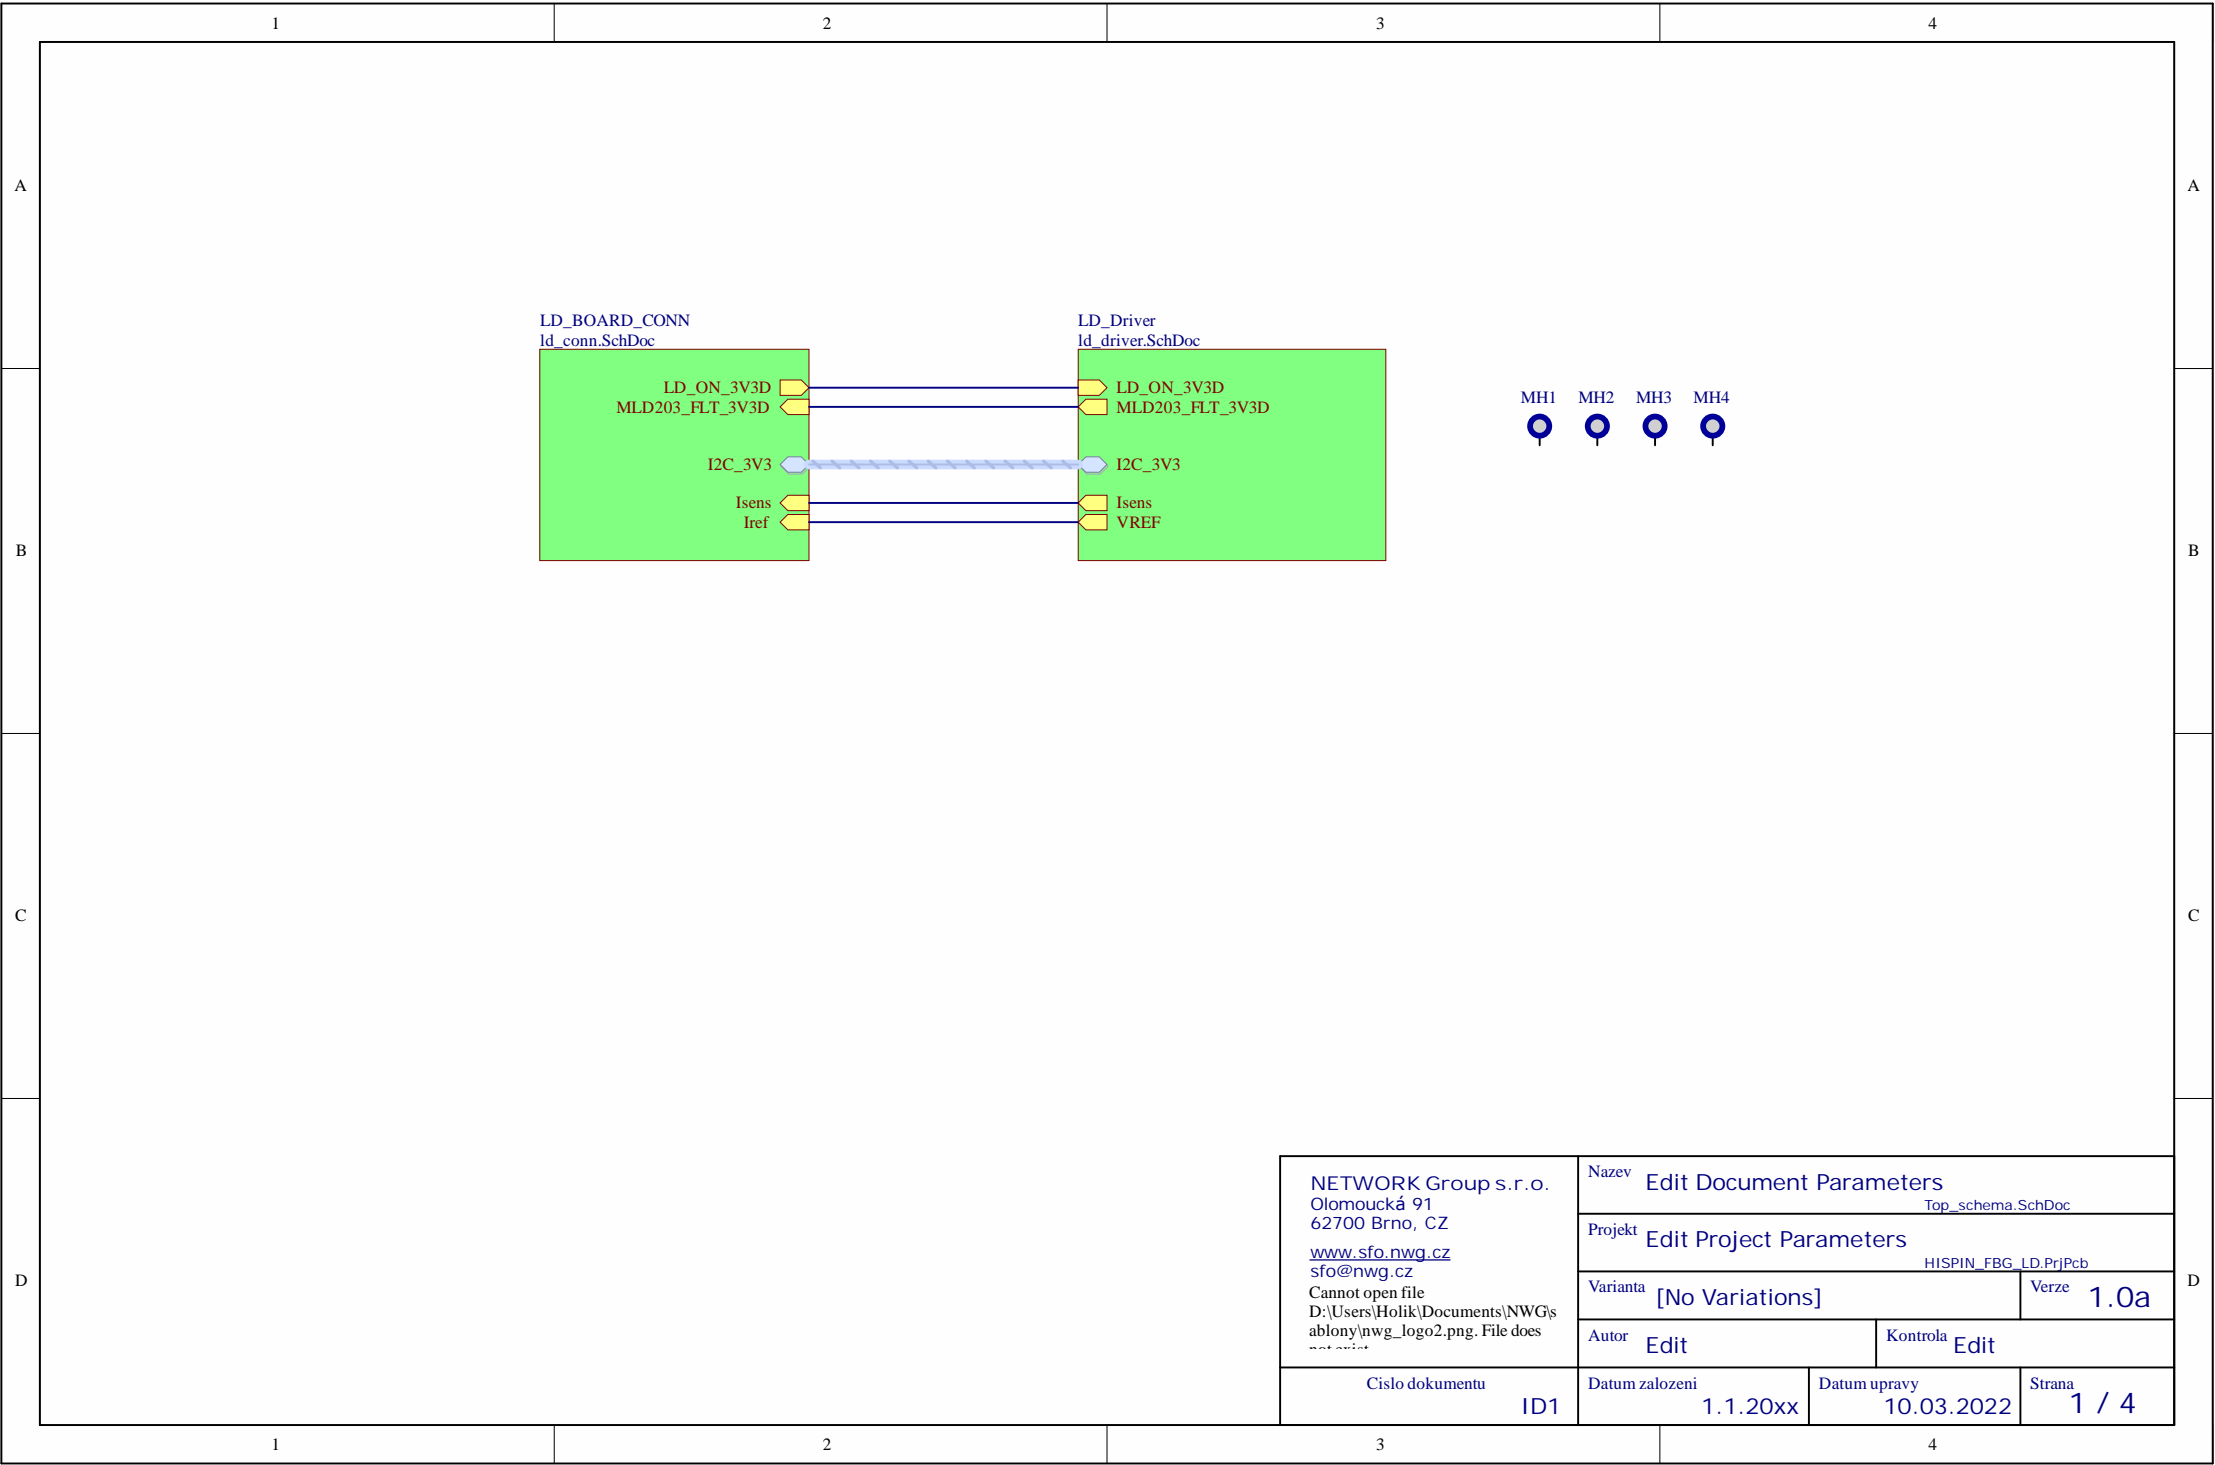 1 2 3 4
A A
LD_BOARD_CONN
ld_conn.SchDoc
LD_Driver
ld_driver.SchDoc
LD_ON_3V3D LD_ON_3V3D
MLD203_FLT_3V3D MLD203_FLT_3V3D
I2C_3V3 I2C_3V3
Isens Isens
Iref VREF
MH1 MH2 MH3 MH4
B B
C C
D D
NETWORK Group s.r.o.
Olomoucká 91
62700 Brno, CZ
www.sfo.nwg.cz
sfo@nwg.cz
Cannot open file
D:\Users\Holik\Documents\NWG\s
ablony\nwg_logo2.png. File does
not exist
Nazev Edit Document Parameters
Top_schema.SchDoc
Projekt Edit Project Parameters
HISPIN_FBG_LD.PrjPcb
Varianta [No Variations]
Verze 1.0a
Autor Edit
Kontrola Edit
Cislo dokumentu
ID1
Datum zalozeni
1.1.20xx
Datum upravy
10.03.2022
Strana
1 / 4
1 2 3 4